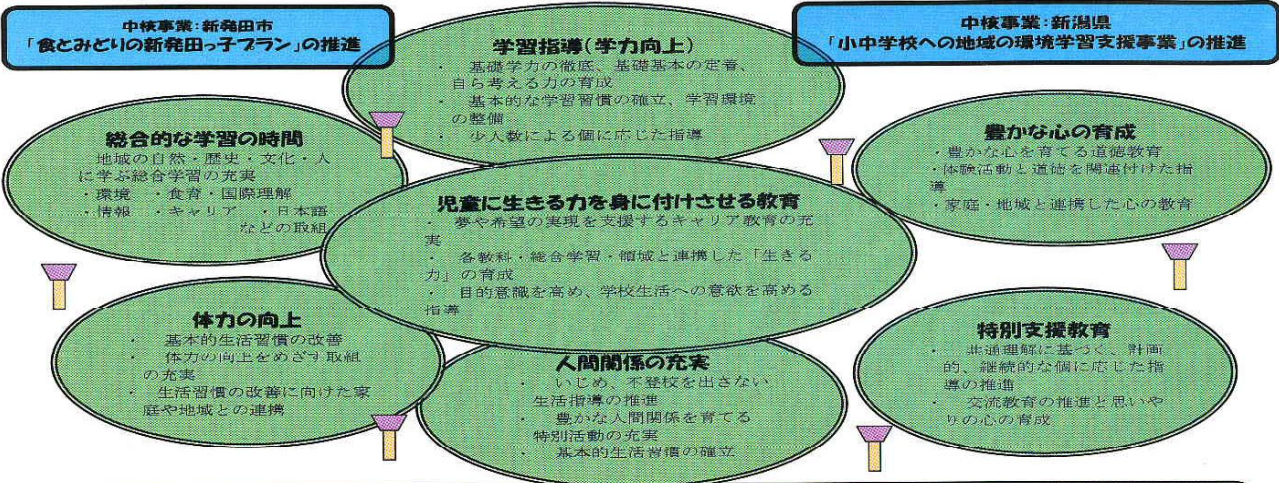 中核事業:新発田市
「食とみどりの新発田っ子プラン」の推進
中核事業:新潟県
「小中学校への地域の環境学習支援事業」の推進
学習指導(学力向上)
・ 基礎学力の徹底、基礎基本の定着、
自ら考える力の育成
・ 基本的な学習習慣の確立、学習環境
の整備
・ 少人数による個に応じた指導
総合的な学習の時間
地域の自然・歴史・文化・人
に学ぶ総合学習の充実
・環境 ・食育・国際理解
・情報 ・キャリア ・日本語
などの取組
豊かな心の育成
・豊かな心を育てる道徳教育
・体験活動と道徳を関連付けた指
導
・家庭・地域と連携した心の教育
児童に生きる力を身に付けさせる教育
・ 夢や希望の実現を支援するキャリア教育の充
実
・ 各教科・総合学習・領域と連携した「生きる
力」の育成
・ 目的意識を高め、学校生活への意欲を高める
指導
体力の向上
・ 基本的生活習慣の改善
・ 体力の向上をめざす取組
の充実
・ 生活習慣の改善に向けた家
庭や地域との連携
人間関係の充実
・ いじめ、不登校を出さない
生活指導の推進
・ 豊かな人間関係を育てる
特別活動の充実
・ 基本的生活習慣の確立
特別支援教育
・ 共通理解に基づく、計画
的、継続的な個に応じた指
導の推進
・ 交流教育の推進と思いや
りの心の育成